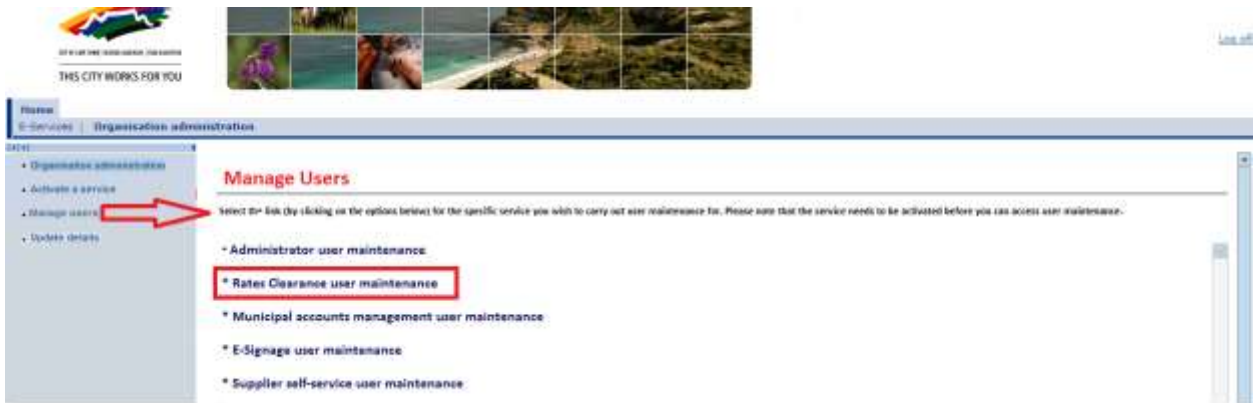 THIS CITY WORKS FOR YOU
Log off
Home
E-Services | Organisation administration
• Organisation administration
• Activate a service
• Manage users
• Update details
Manage Users
Select the link (by clicking on the options below) for the specific service you wish to carry out user maintenance for. Please note that the service needs to be activated before you can access user maintenance.
• Administrator user maintenance
* Rates Clearance user maintenance
* Municipal accounts management user maintenance
* E-Signage user maintenance
* Supplier self-service user maintenance